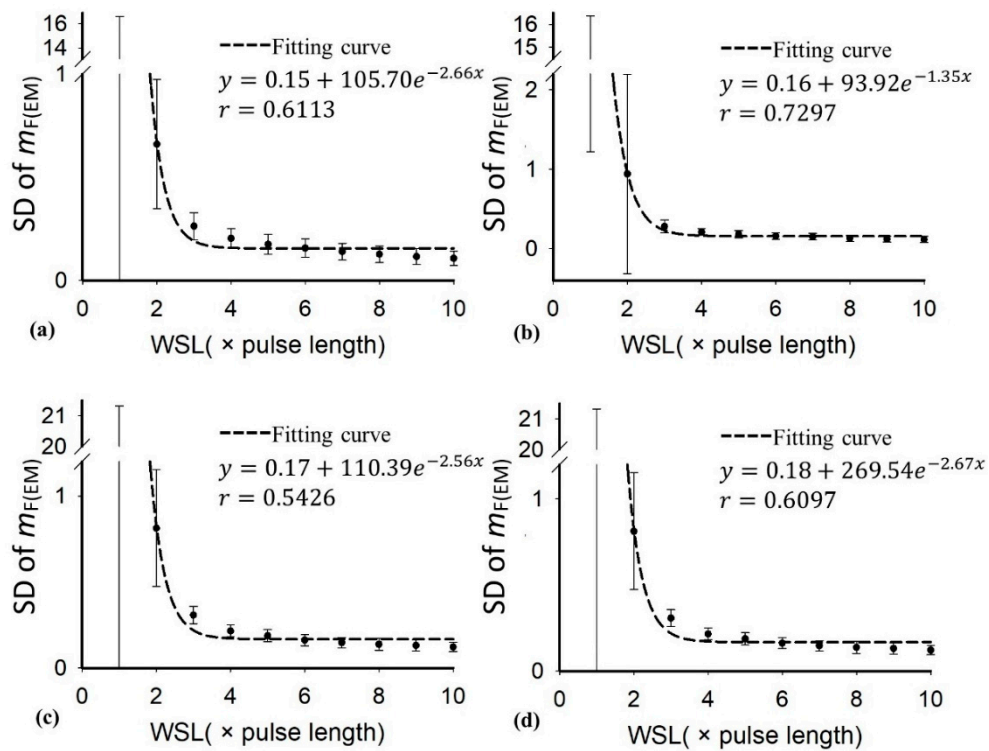 16
14
1
0
SD of mF(EM)
Fitting curve
y = 0.15 + 105.70e^−2.66x
r = 0.6113
0 2 4 6 8 10
(a)
WSL( × pulse length)
16
15
2
1
0
SD of mF(EM)
Fitting curve
y = 0.16 + 93.92e^−1.35x
r = 0.7297
0 2 4 6 8 10
(b)
WSL( × pulse length)
21
20
1
0
SD of mF(EM)
Fitting curve
y = 0.17 + 110.39e^−2.56x
r = 0.5426
0 2 4 6 8 10
(c)
WSL( × pulse length)
21
20
1
0
SD of mF(EM)
Fitting curve
y = 0.18 + 269.54e^−2.67x
r = 0.6097
0 2 4 6 8 10
(d)
WSL( × pulse length)